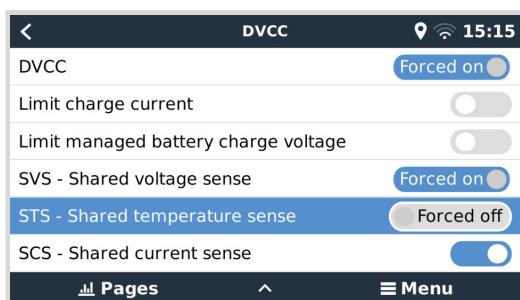 DVCC 15:15
DVCC Forced on
Limit charge current
Limit managed battery charge voltage
SVS - Shared voltage sense Forced on
STS - Shared temperature sense Forced off
SCS - Shared current sense
Pages Menu